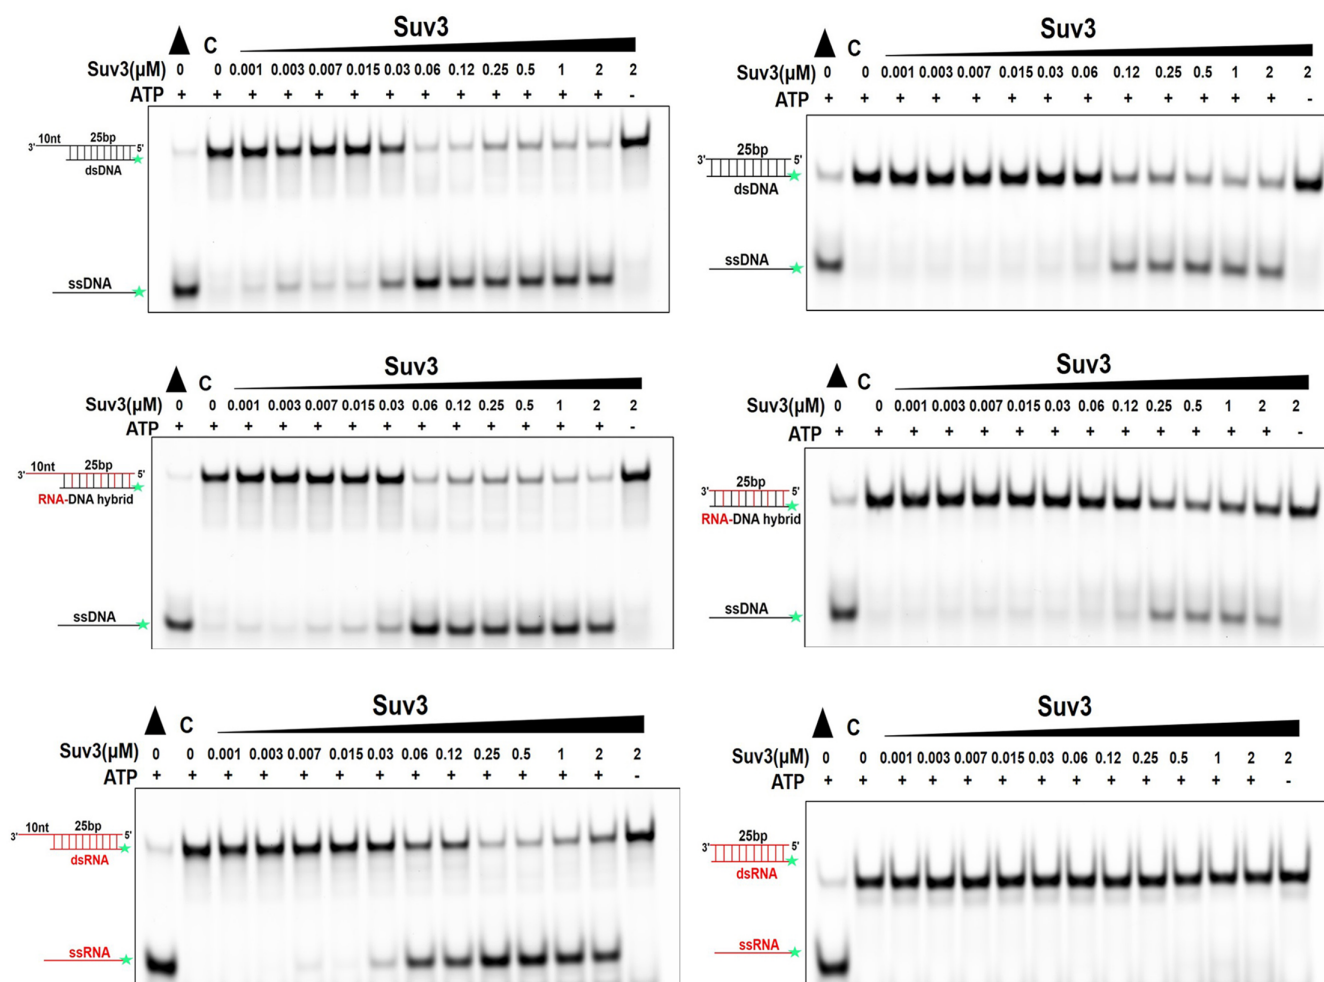 Suv3
C
Suv3(µM) 0 0 0.001 0.003 0.007 0.015 0.03 0.06 0.12 0.25 0.5 1 2 2
ATP + + + + + + + + + + + + + -
10nt 25bp
3' 5'
dsDNA
ssDNA
Suv3
C
Suv3(µM) 0 0 0.001 0.003 0.007 0.015 0.03 0.06 0.12 0.25 0.5 1 2 2
ATP + + + + + + + + + + + + + -
25bp
3' 5'
dsDNA
ssDNA
Suv3
C
Suv3(µM) 0 0 0.001 0.003 0.007 0.015 0.03 0.06 0.12 0.25 0.5 1 2 2
ATP + + + + + + + + + + + + + -
10nt 25bp
3' 5'
RNA-DNA hybrid
ssDNA
Suv3
C
Suv3(µM) 0 0 0.001 0.003 0.007 0.015 0.03 0.06 0.12 0.25 0.5 1 2 2
ATP + + + + + + + + + + + + + -
25bp
3' 5'
RNA-DNA hybrid
ssDNA
Suv3
C
Suv3(µM) 0 0 0.001 0.003 0.007 0.015 0.03 0.06 0.12 0.25 0.5 1 2 2
ATP + + + + + + + + + + + + + -
10nt 25bp
3' 5'
dsRNA
ssRNA
Suv3
C
Suv3(µM) 0 0 0.001 0.003 0.007 0.015 0.03 0.06 0.12 0.25 0.5 1 2 2
ATP + + + + + + + + + + + + + -
25bp
3' 5'
dsRNA
ssRNA